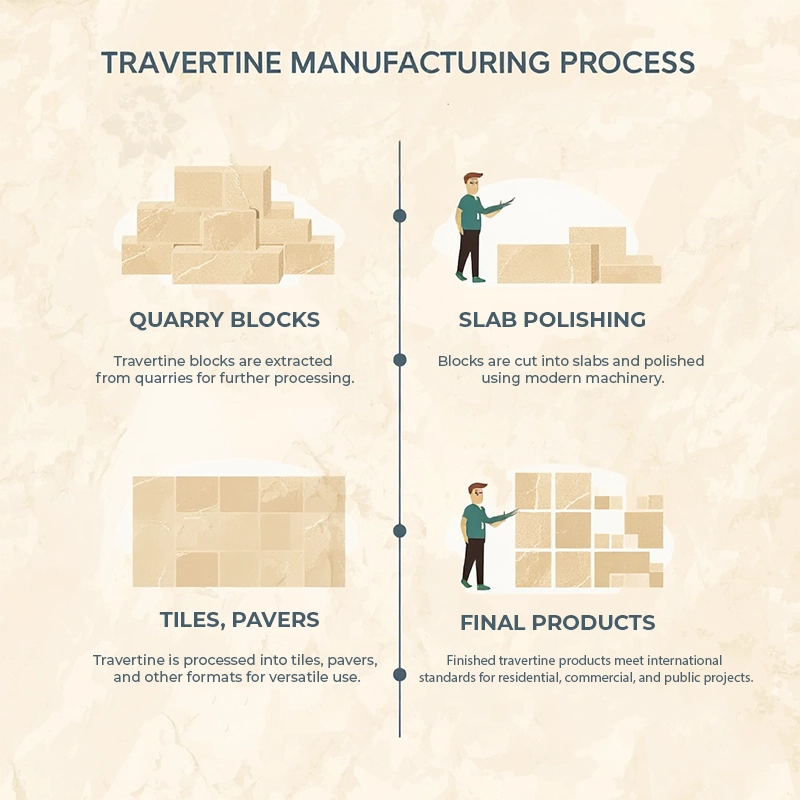 TRAVERTINE MANUFACTURING PROCESS
QUARRY BLOCKS
Travertine blocks are extracted
from quarries for further processing.
SLAB POLISHING
Blocks are cut into slabs and polished
using modern machinery.
TILES, PAVERS
Travertine is processed into tiles, pavers,
and other formats for versatile use.
FINAL PRODUCTS
Finished travertine products meet international
standards for residential, commercial, and public projects.